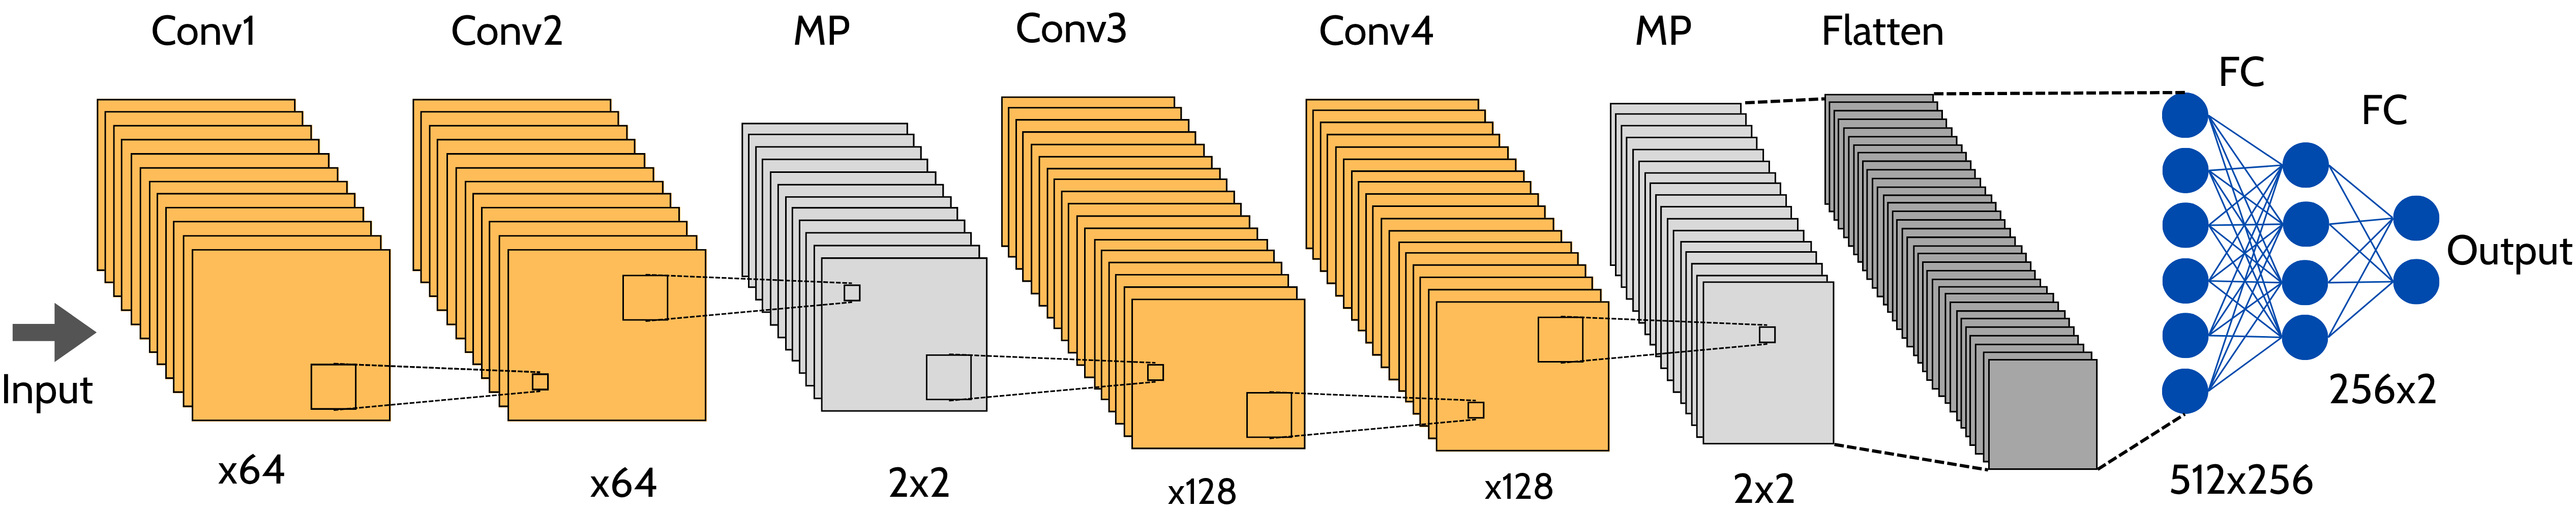 Conv1
Conv2
MP
Conv3
Conv4
MP
Flatten
FC
FC
Input
Output
x64
x64
2x2
x128
x128
2x2
512x256
256x2